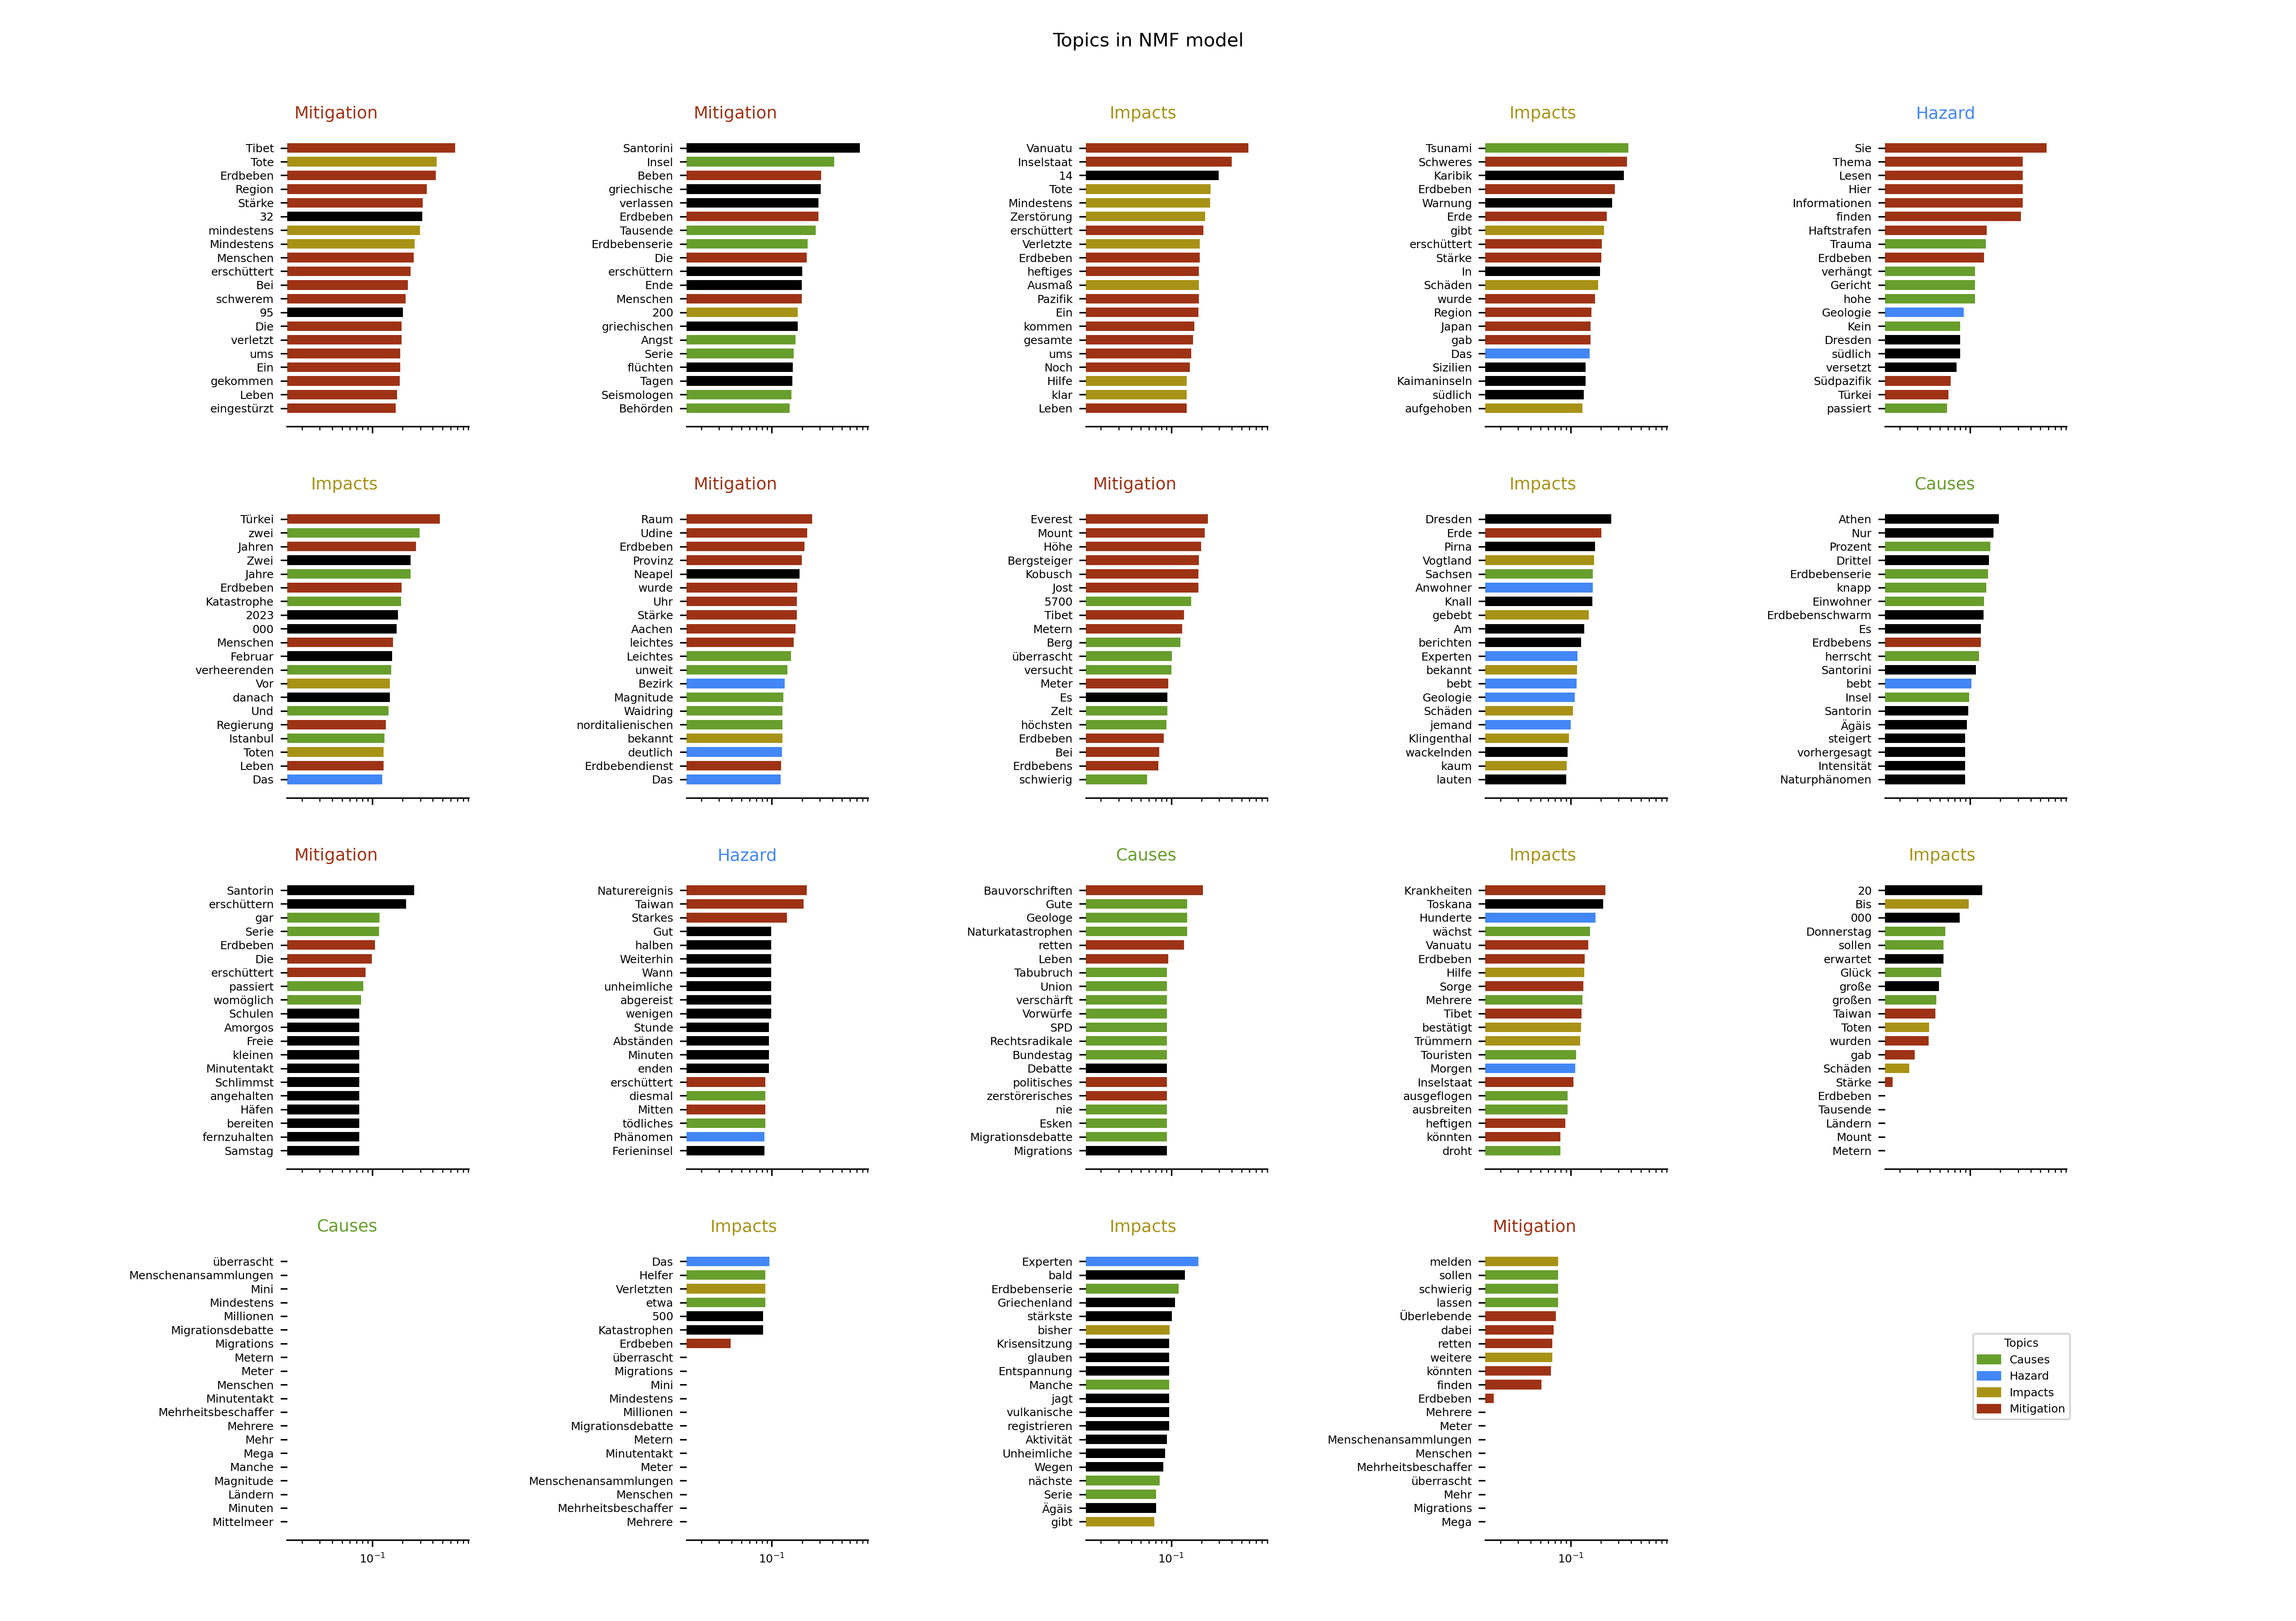 Topics in NMF model
Mitigation
Tibet
Tote
Erdbeben
Region
Stärke
32
mindestens
Mindestens
Menschen
erschüttert
Bei
schwerem
95
Die
verletzt
ums
Ein
gekommen
Leben
eingestürzt
Mitigation
Santorini
Insel
Beben
griechische
verlassen
Erdbeben
Tausende
Erdbebenserie
Die
erschüttern
Ende
Menschen
200
griechischen
Angst
Serie
flüchten
Tagen
Seismologen
Behörden
Impacts
Vanuatu
Inselstaat
14
Tote
Mindestens
Zerstörung
erschüttert
Verletzte
Erdbeben
heftiges
Ausmaß
Pazifik
Ein
kommen
gesamte
ums
Noch
Hilfe
klar
Leben
Impacts
Tsunami
Schweres
Karibik
Erdbeben
Warnung
Erde
gibt
erschüttert
Stärke
In
Schäden
wurde
Region
Japan
gab
Das
Sizilien
Kaimaninseln
südlich
aufgehoben
Hazard
Sie
Thema
Lesen
Hier
Informationen
finden
Haftstrafen
Trauma
Erdbeben
verhängt
Gericht
hohe
Geologie
Kein
Dresden
südlich
versetzt
Südpazifik
Türkei
passiert
Impacts
Türkei
zwei
Jahren
Zwei
Jahre
Erdbeben
Katastrophe
2023
000
Menschen
Februar
verheerenden
Vor
danach
Und
Regierung
Istanbul
Toten
Leben
Das
Mitigation
Raum
Udine
Erdbeben
Provinz
Neapel
wurde
Uhr
Stärke
Aachen
leichtes
Leichtes
unweit
Bezirk
Magnitude
Waidring
norditalienischen
bekannt
deutlich
Erdbebendienst
Das
Mitigation
Everest
Mount
Höhe
Bergsteiger
Kobusch
Jost
5700
Tibet
Metern
Berg
überrascht
versucht
Meter
Es
Zelt
höchsten
Erdbeben
Bei
Erdbebens
schwierig
Impacts
Dresden
Erde
Pirna
Vogtland
Sachsen
Anwohner
Knall
gebebt
Am
berichten
Experten
bekannt
bebt
Geologie
Schäden
jemand
Klingenthal
wackelnden
kaum
lauten
Causes
Athen
Nur
Prozent
Drittel
Erdbebenserie
knapp
Einwohner
Erdbebenschwarm
Es
Erdbebens
herrscht
Santorini
bebt
Insel
Santorin
Ägäis
steigert
vorhergesagt
Intensität
Naturphänomen
Mitigation
Santorin
erschüttern
gar
Serie
Erdbeben
Die
erschüttert
passiert
womöglich
Schulen
Amorgos
Freie
kleinen
Minutentakt
Schlimmst
angehalten
Häfen
bereiten
fernzuhalten
Samstag
Hazard
Naturereignis
Taiwan
Starkes
Gut
halben
Weiterhin
Wann
unheimliche
abgereist
wenigen
Stunde
Abständen
Minuten
enden
erschüttert
diesmal
Mitten
tödliches
Phänomen
Ferieninsel
Causes
Bauvorschriften
Gute
Geologe
Naturkatastrophen
retten
Leben
Tabubruch
Union
verschärft
Vorwürfe
SPD
Rechtsradikale
Bundestag
Debatte
politisches
zerstörerisches
nie
Esken
Migrationsdebatte
Migrations
Impacts
Krankheiten
Toskana
Hunderte
wächst
Vanuatu
Erdbeben
Hilfe
Sorge
Mehrere
Tibet
bestätigt
Trümmern
Touristen
Morgen
Inselstaat
ausgeflogen
ausbreiten
heftigen
könnten
droht
Impacts
20
Bis
000
Donnerstag
sollen
erwartet
Glück
große
großen
Taiwan
Toten
wurden
gab
Schäden
Stärke
Erdbeben
Tausende
Ländern
Mount
Metern
Causes
überrascht
Menschenansammlungen
Mini
Mindestens
Millionen
Migrationsdebatte
Migrations
Metern
Meter
Menschen
Minutentakt
Mehrheitsbeschaffer
Mehrere
Mehr
Mega
Manche
Magnitude
Ländern
Minuten
Mittelmeer
10⁻¹
Impacts
Das
Helfer
Verletzten
etwa
500
Katastrophen
Erdbeben
überrascht
Migrations
Mini
Mindestens
Millionen
Migrationsdebatte
Metern
Minutentakt
Meter
Menschenansammlungen
Menschen
Mehrheitsbeschaffer
Mehrere
10⁻¹
Impacts
Experten
bald
Erdbebenserie
Griechenland
stärkste
bisher
Krisensitzung
glauben
Entspannung
Manche
jagt
vulkanische
registrieren
Aktivität
Unheimliche
Wegen
nächste
Serie
Ägäis
gibt
10⁻¹
Mitigation
melden
sollen
schwierig
lassen
Überlebende
dabei
retten
weitere
könnten
finden
Erdbeben
Mehrere
Meter
Menschenansammlungen
Menschen
Mehrheitsbeschaffer
überrascht
Mehr
Migrations
Mega
10⁻¹
Topics
Causes
Hazard
Impacts
Mitigation